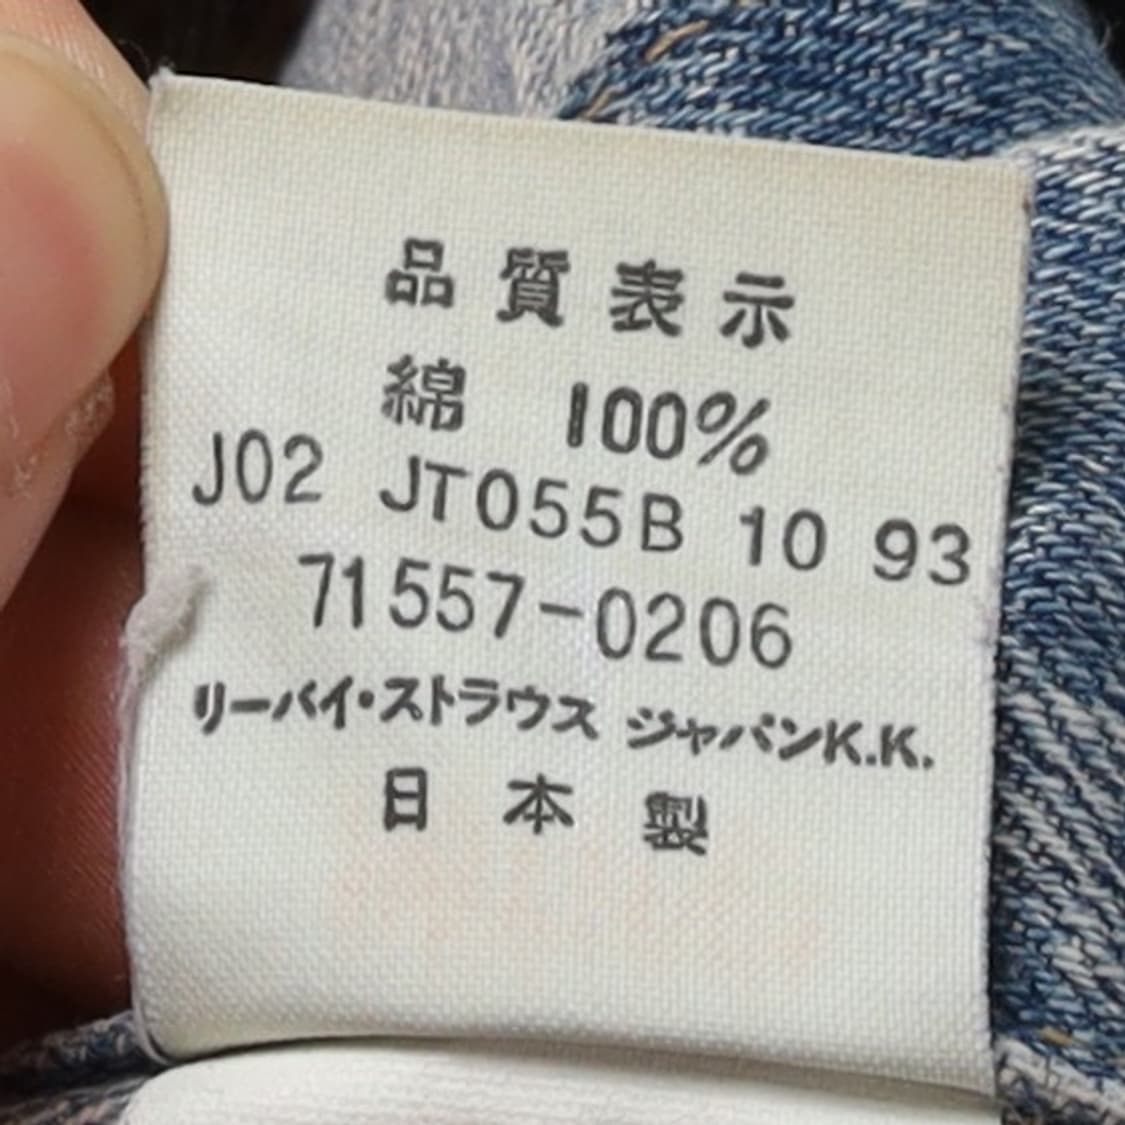 品質表示
綿 100%
J02 JT055B 10 93
71557-0206
リーバイ・ストラウス ジャパンK.K.
日本製